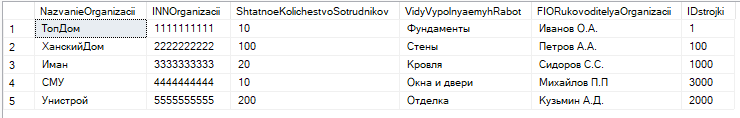 NazvanieOrganizacii INNOrganizacii ShtatnoeKolichestvoSotrudnikov VidyVypolnyaemyhRabot FIORukovoditelyaOrganizacii IDstrojki
1 ТопДом 1111111111 10 Фундаменты Иванов О.А. 1
2 ХанскийДом 2222222222 100 Стены Петров А.А. 100
3 Иман 3333333333 20 Кровля Сидоров С.С. 1000
4 СМУ 4444444444 10 Окна и двери Михайлов П.П 3000
5 Унистрой 5555555555 200 Отделка Кузьмин А.Д. 2000